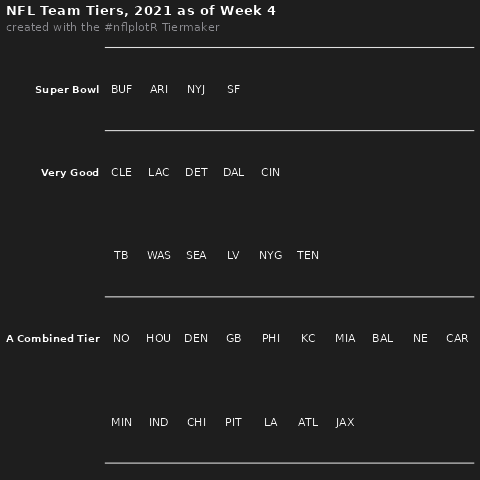 NFL Team Tiers, 2021 as of Week 4
created with the #nflplotR Tiermaker
Super Bowl BUF ARI NYJ SF
Very Good CLE LAC DET DAL CIN
TB WAS SEA LV NYG TEN
A Combined Tier NO HOU DEN GB PHI KC MIA BAL NE CAR
MIN IND CHI PIT LA ATL JAX